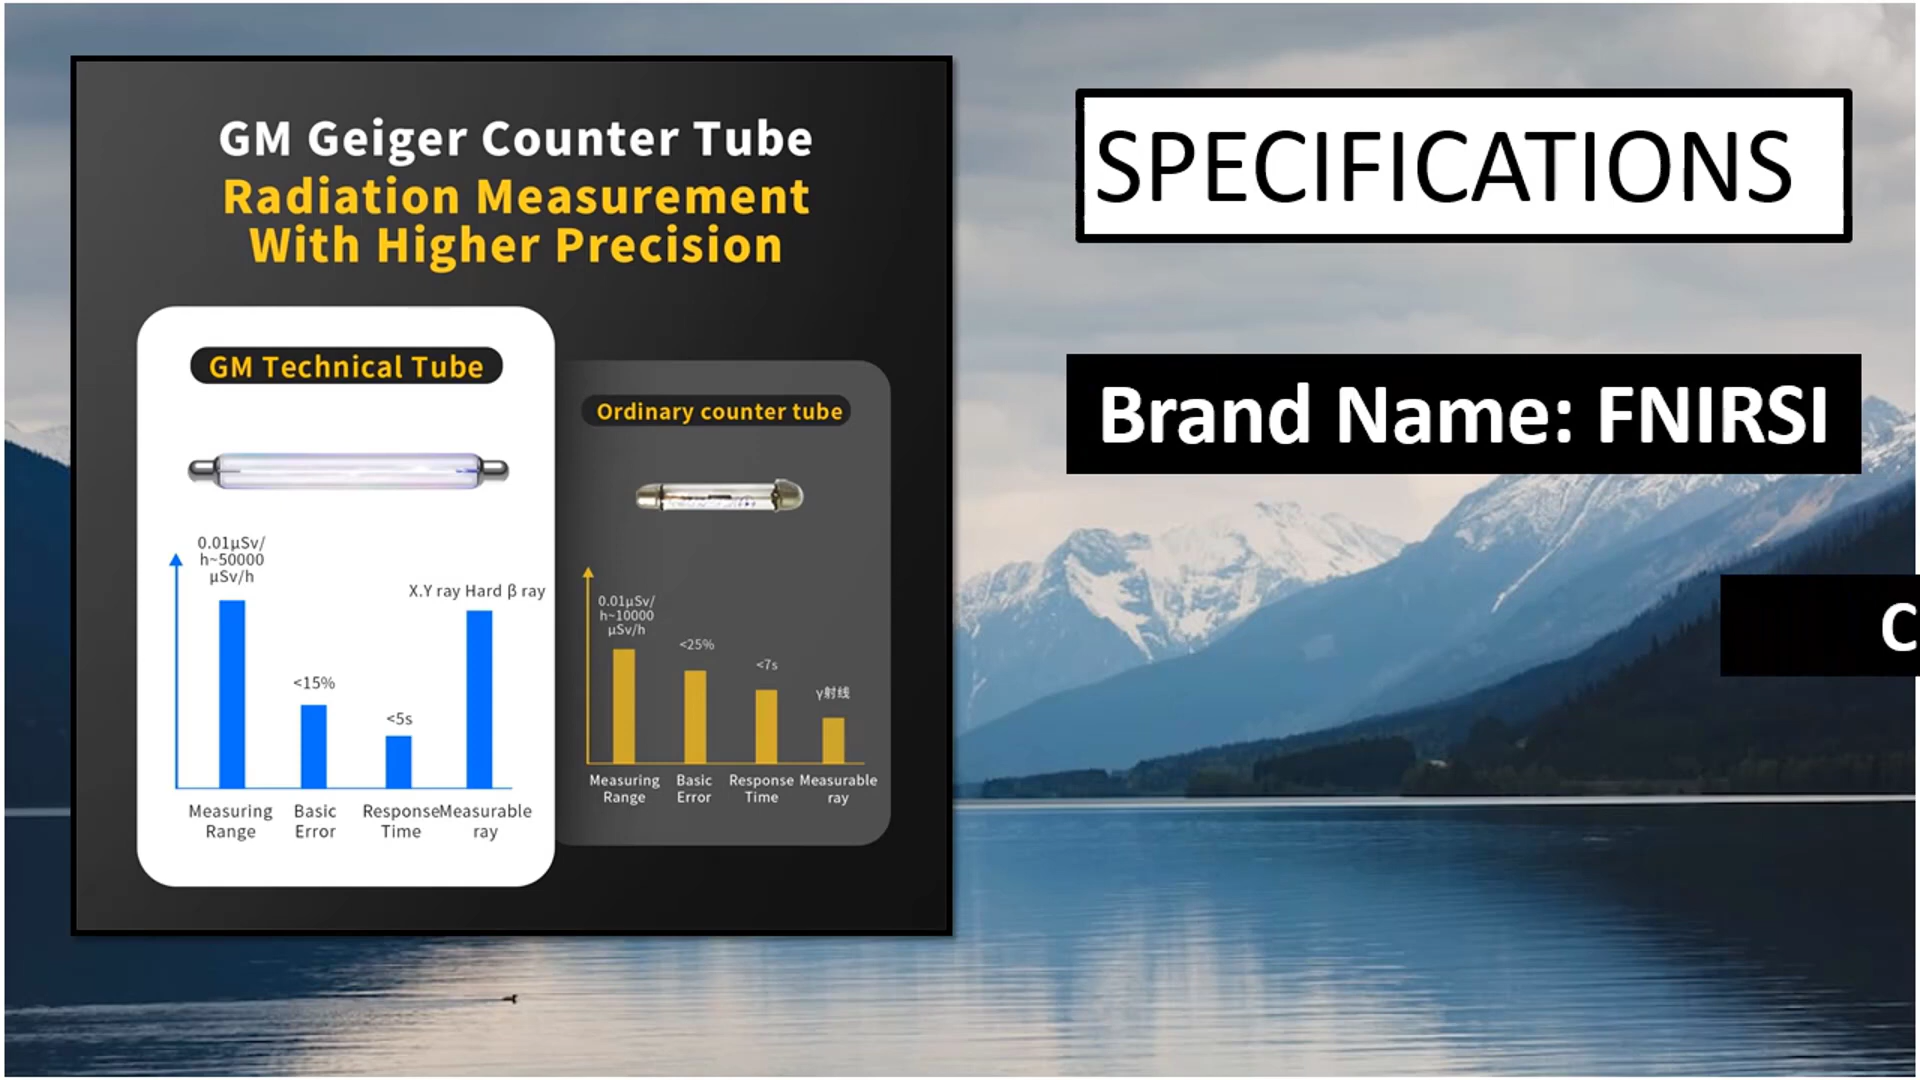 GM Geiger Counter Tube
Radiation Measurement
With Higher Precision
GM Technical Tube
0.01μSv/
h~50000
μSv/h
<15%
<5s
X.Y ray Hard β ray
Measuring
Range
Basic
Error
Response
Time
Measurable
ray
Ordinary counter tube
0.01μSv/
h~10000
μSv/h
<25%
<7s
γ射线
Measuring
Range
Basic
Error
Response
Time
Measurable
ray
SPECIFICATIONS
Brand Name: FNIRSI
C